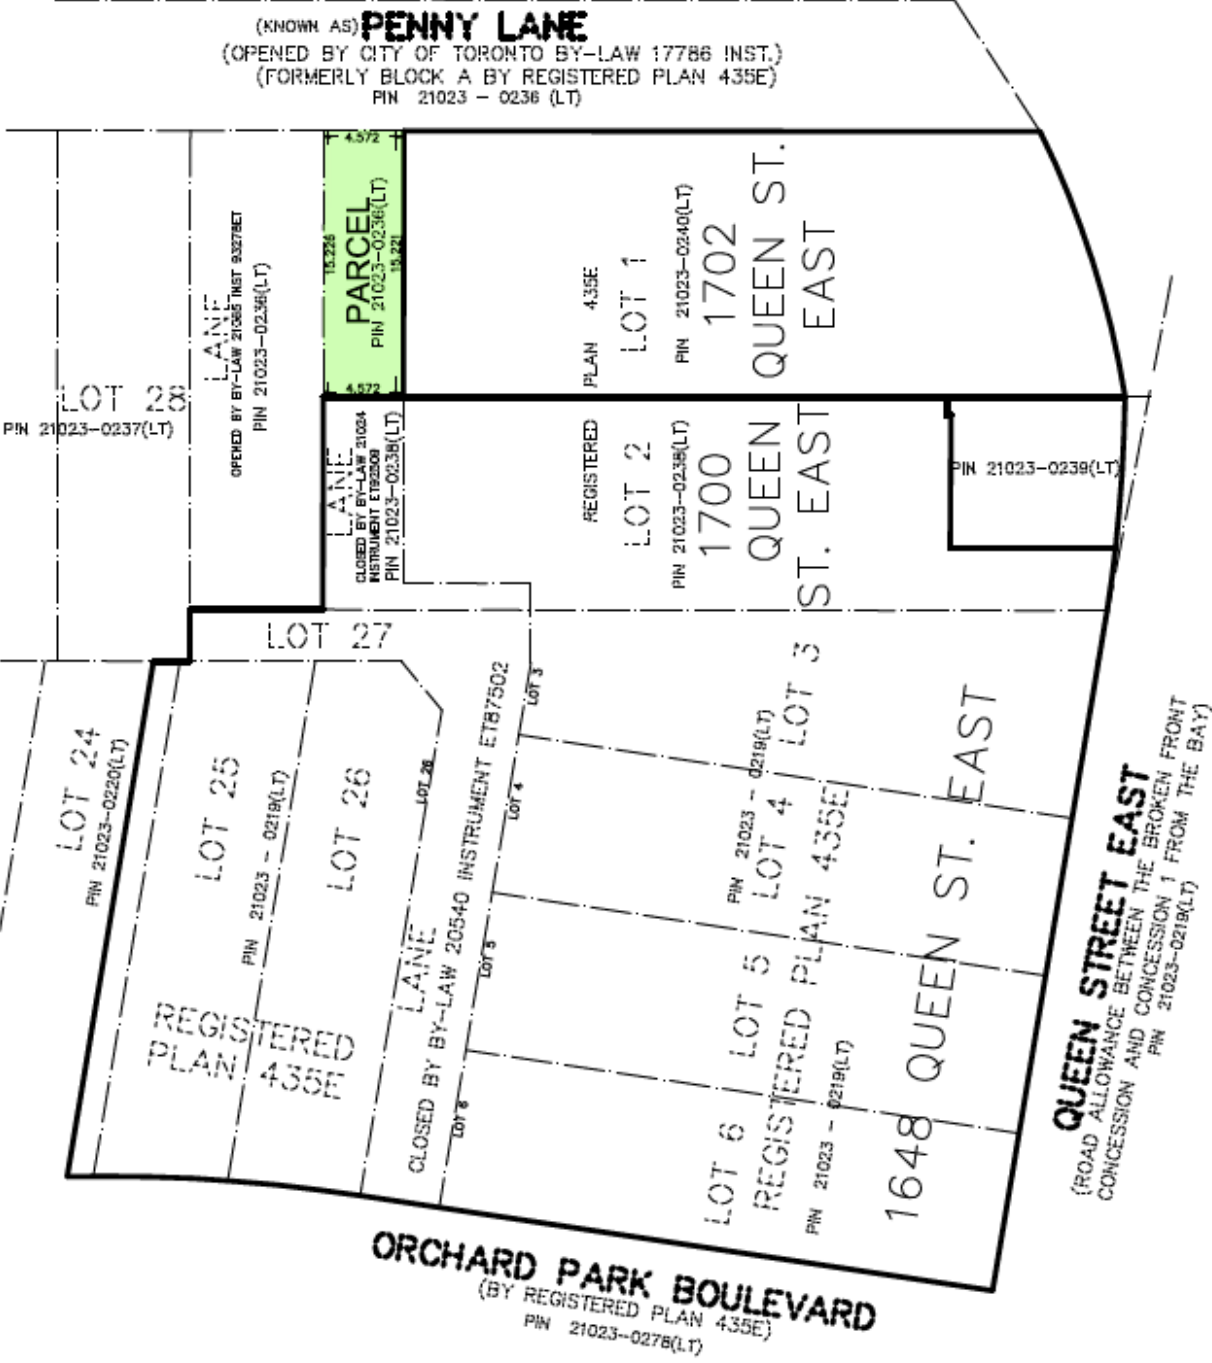 (KNOWN AS) PENNY LANE
(OPENED BY CITY OF TORONTO BY-LAW 17786 INST.)
(FORMERLY BLOCK A BY REGISTERED PLAN 435E)
PIN 21023 - 0236 (LT)
4.572
15.226
PARCEL
PIN 21023-0236(LT)
15.221
4.572
LANE
OPENED BY BY-LAW 21065 INST 93278ET
PIN 21023-0236(LT)
LOT 28
PIN 21023-0237(LT)
PLAN 435E
LOT 1
PIN 21023-0240(LT)
1702
QUEEN ST.
EAST
LANE
CLOSED BY BY-LAW 21024
INSTRUMENT ET92509
PIN 21023-0238(LT)
REGISTERED
LOT 2
PIN 21023-0238(LT)
1700
QUEEN
ST. EAST
PIN 21023-0239(LT)
LOT 27
LOT 24
PIN 21023-0220(LT)
LOT 25
PIN 21023 - 0219(LT)
LOT 26
LOT 26
REGISTERED
PLAN 435E
LANE
CLOSED BY BY-LAW 20540 INSTRUMENT ET87502
LOT 3
LOT 4
LOT 5
LOT 6
LOT 3
PIN 21023 - 0219(LT)
LOT 4
LOT 5
REGISTERED PLAN 435E
LOT 6
PIN 21023 - 0219(LT)
1648 QUEEN ST. EAST
QUEEN STREET EAST
(ROAD ALLOWANCE BETWEEN THE BROKEN FRONT
CONCESSION AND CONCESSION 1 FROM THE BAY)
PIN 21023-0219(LT)
ORCHARD PARK BOULEVARD
(BY REGISTERED PLAN 435E)
PIN 21023-0278(LT)